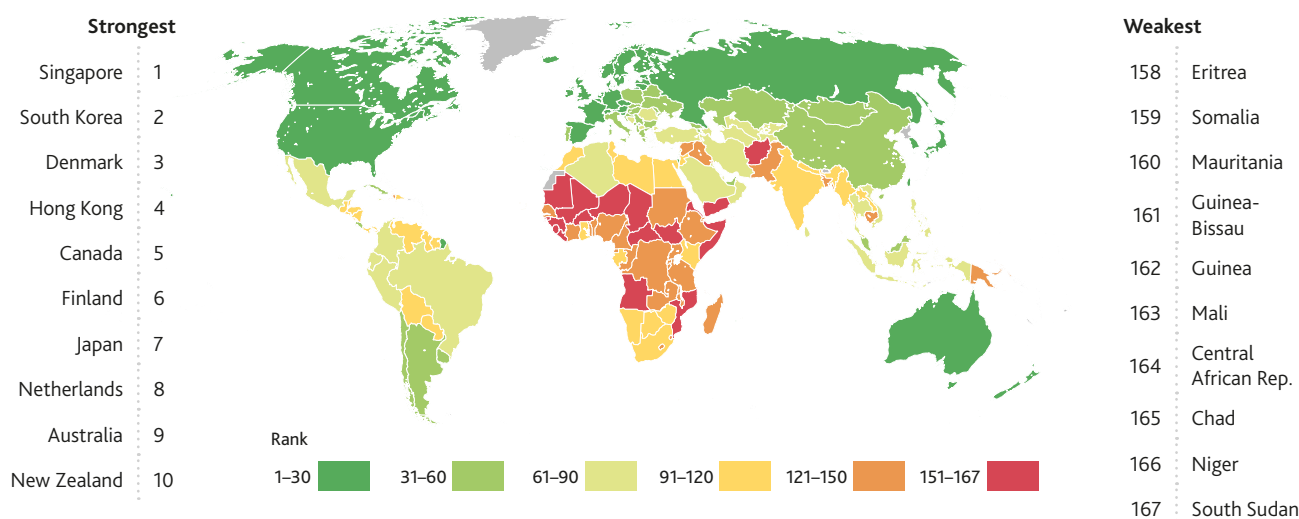 Strongest
Singapore 1
South Korea 2
Denmark 3
Hong Kong 4
Canada 5
Finland 6
Japan 7
Netherlands 8
Australia 9
New Zealand 10
Rank
1–30 31–60 61–90 91–120 121–150 151–167
Weakest
158 Eritrea
159 Somalia
160 Mauritania
161 Guinea-
Bissau
162 Guinea
163 Mali
164 Central
African Rep.
165 Chad
166 Niger
167 South Sudan